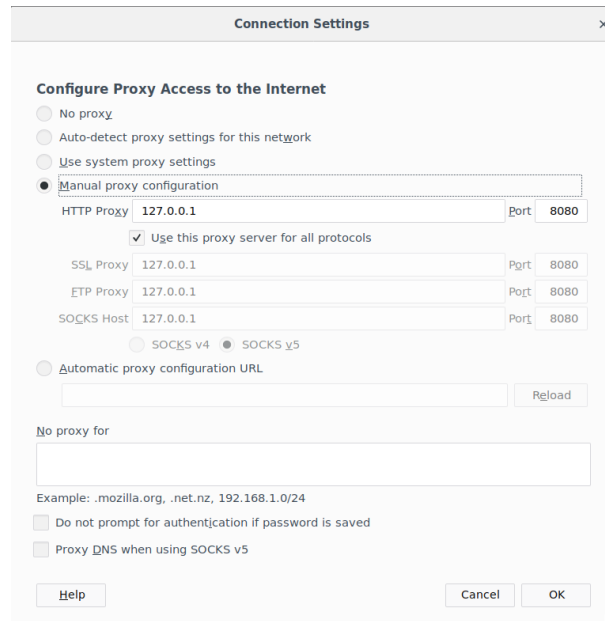 Connection Settings
Configure Proxy Access to the Internet
No proxy
Auto-detect proxy settings for this network
Use system proxy settings
Manual proxy configuration
HTTP Proxy 127.0.0.1 Port 8080
Use this proxy server for all protocols
SSL Proxy 127.0.0.1 Port 8080
FTP Proxy 127.0.0.1 Port 8080
SOCKS Host 127.0.0.1 Port 8080
SOCKS v4 SOCKS v5
Automatic proxy configuration URL
Reload
No proxy for
Example: .mozilla.org, .net.nz, 192.168.1.0/24
Do not prompt for authentication if password is saved
Proxy DNS when using SOCKS v5
Help Cancel OK